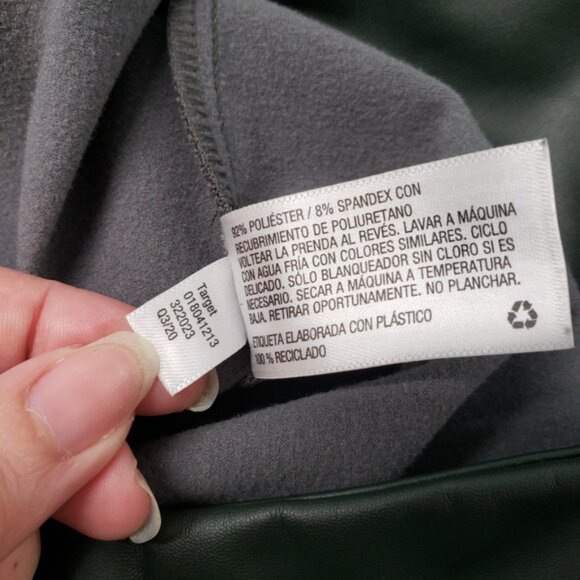 92% POLIÉSTER / 8% SPANDEX CON
RECUBRIMIENTO DE POLIURETANO
VOLTEAR LA PRENDA AL REVÉS. LAVAR A MÁQUINA
CON AGUA FRÍA CON COLORES SIMILARES. CICLO
DELICADO. SÓLO BLANQUEADOR SIN CLORO SI ES
NECESARIO. SECAR A MÁQUINA A TEMPERATURA
BAJA. RETIRAR OPORTUNAMENTE. NO PLANCHAR.
ETIQUETA ELABORADA CON PLÁSTICO
100 % RECICLADO
Target
018041213
322023
Q3/20